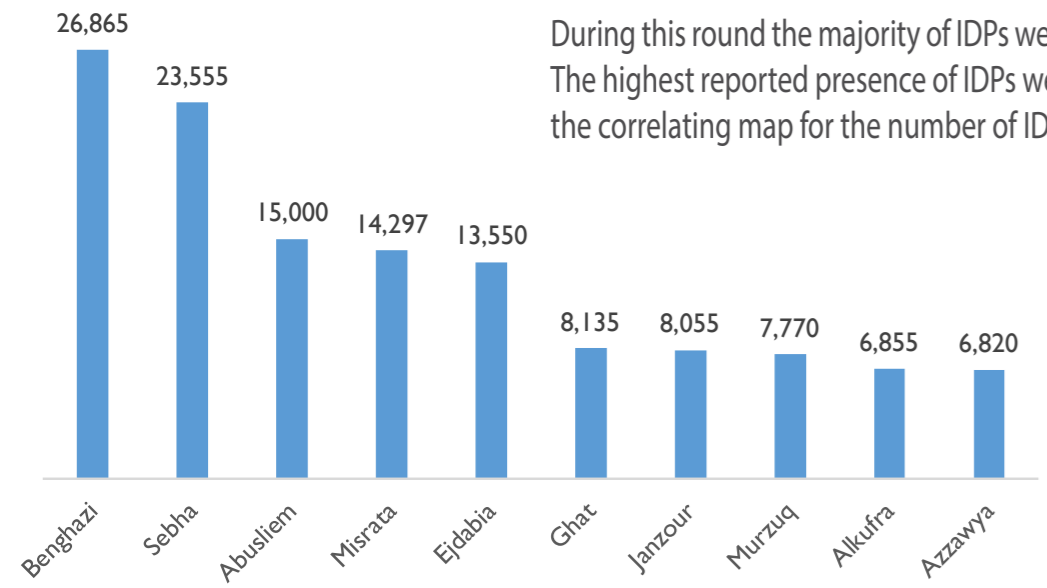 26,865
23,555
15,000
14,297
13,550
8,135
8,055
7,770
6,855
6,820
During this round the majority of IDPs we
The highest reported presence of IDPs w
the correlating map for the number of ID
Benghazi
Sebha
Abusliem
Misrata
Ejdabia
Ghat
Janzour
Murzuq
Alkufra
Azzawya